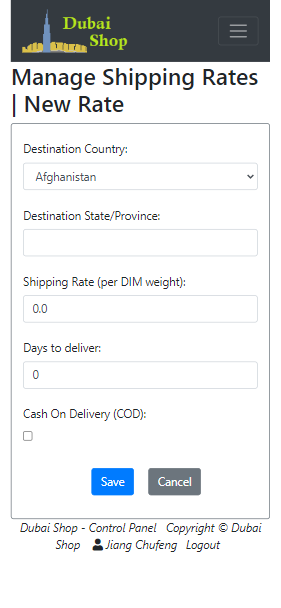 Dubai
Shop
Manage Shipping Rates
| New Rate
Destination Country:
Afghanistan
Destination State/Province:
Shipping Rate (per DIM weight):
0.0
Days to deliver:
0
Cash On Delivery (COD):
Save Cancel
Dubai Shop - Control Panel Copyright © Dubai
Shop Jiang Chufeng Logout